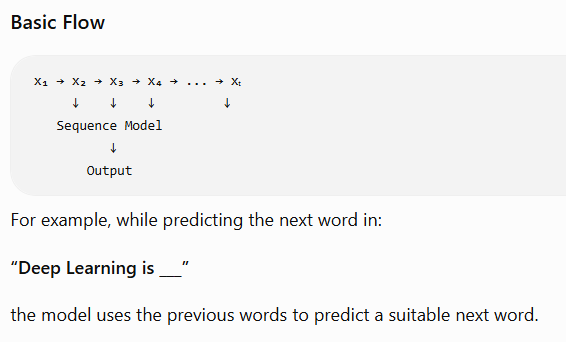 Basic Flow
X₁ → X₂ → X₃ → X₄ → ... → Xₜ
↓ ↓ ↓ ↓
Sequence Model
↓
Output
For example, while predicting the next word in:
“Deep Learning is ___”
the model uses the previous words to predict a suitable next word.